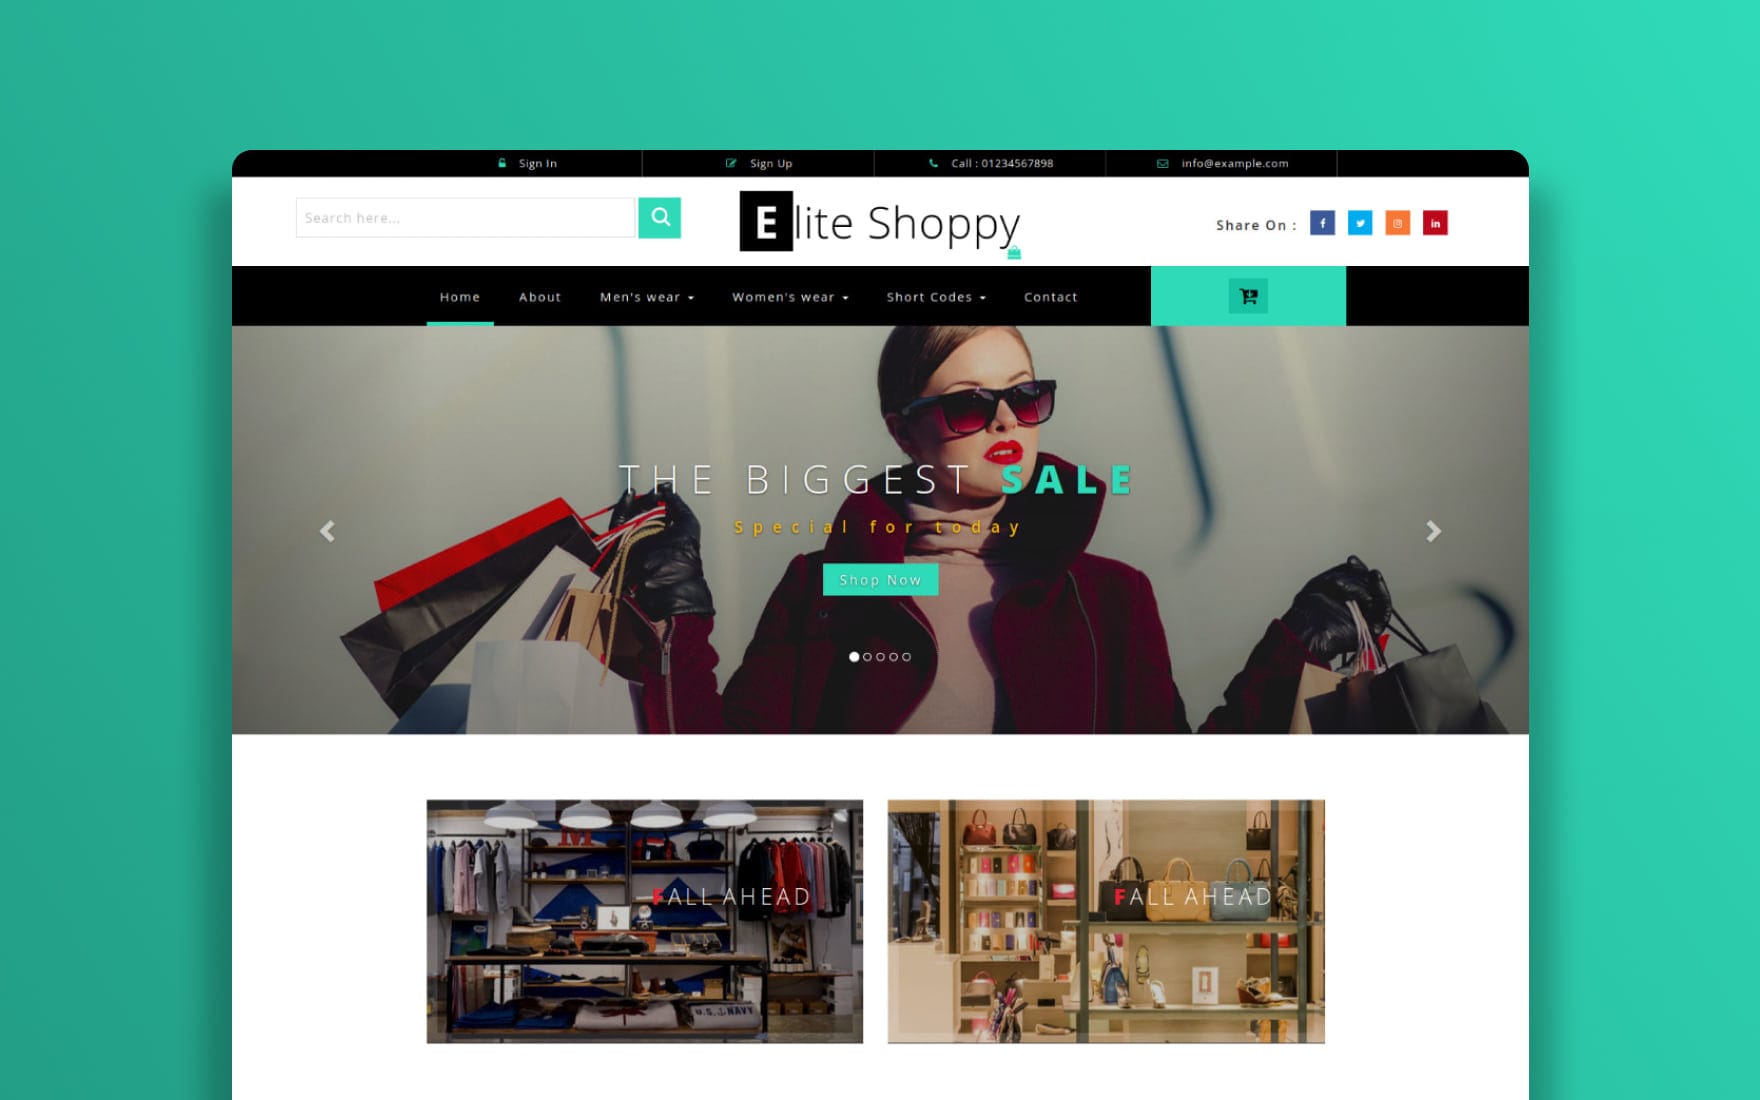 Sign In
Sign Up
Call : 01234567898
info@example.com
Search here...
Elite Shoppy
Share On :
Home
About
Men's wear
Women's wear
Short Codes
Contact
THE BIGGEST SALE
Special for today
Shop Now
FALL AHEAD
FALL AHEAD
M
U.S. NAVY